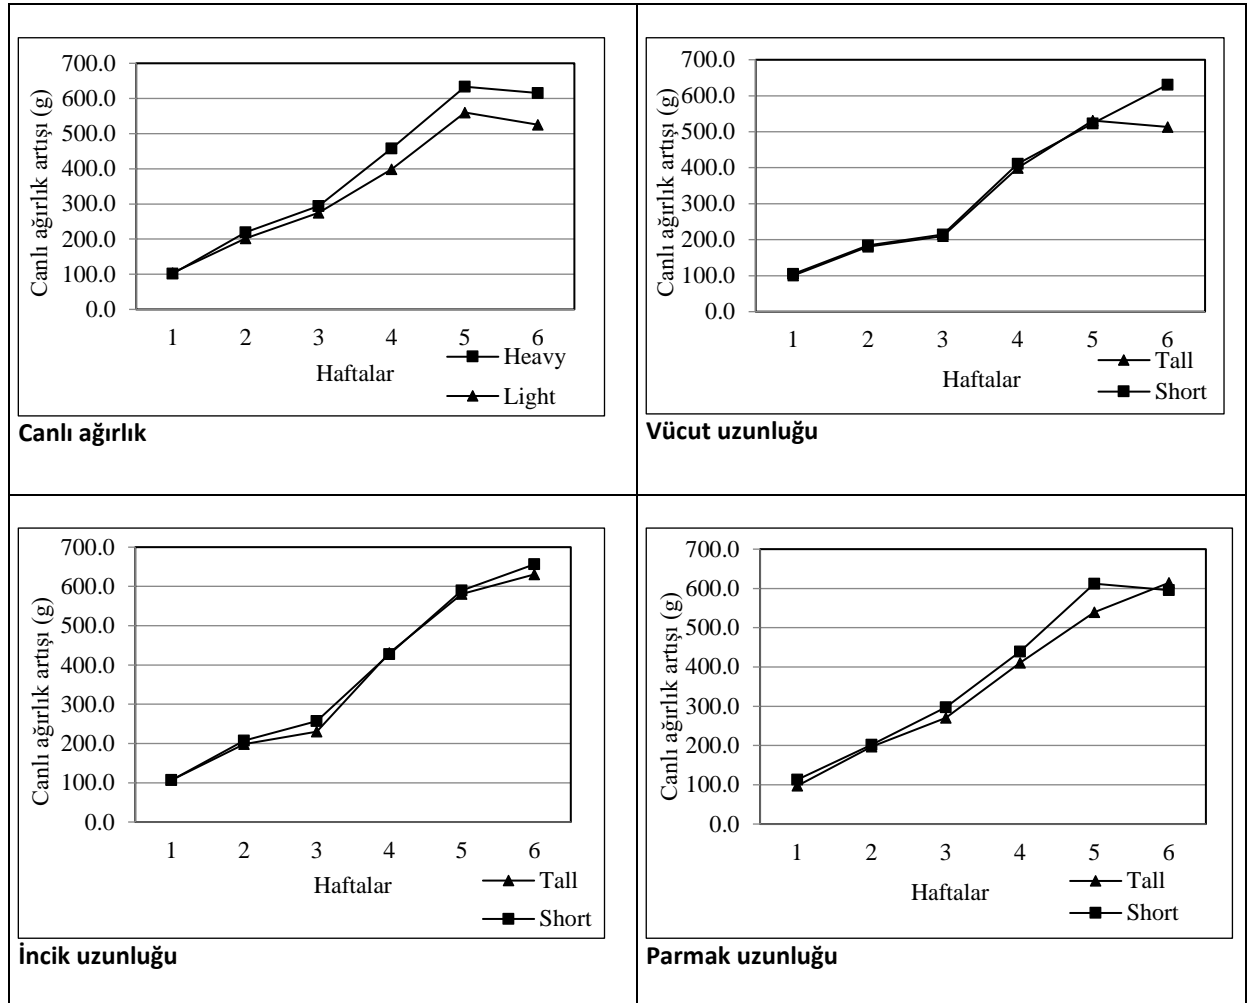 Canlı ağırlık artışı (g)
700.0
600.0
500.0
400.0
300.0
200.0
100.0
0.0
1 2 3 4 5 6
Haftalar
Heavy
Light
Canlı ağırlık
Canlı ağırlık artışı (g)
700.0
600.0
500.0
400.0
300.0
200.0
100.0
0.0
1 2 3 4 5 6
Haftalar
Tall
Short
Vücut uzunluğu
Canlı ağırlık artışı (g)
700.0
600.0
500.0
400.0
300.0
200.0
100.0
0.0
1 2 3 4 5 6
Haftalar
Tall
Short
İncik uzunluğu
Canlı ağırlık artışı (g)
700.0
600.0
500.0
400.0
300.0
200.0
100.0
0.0
1 2 3 4 5 6
Haftalar
Tall
Short
Parmak uzunluğu